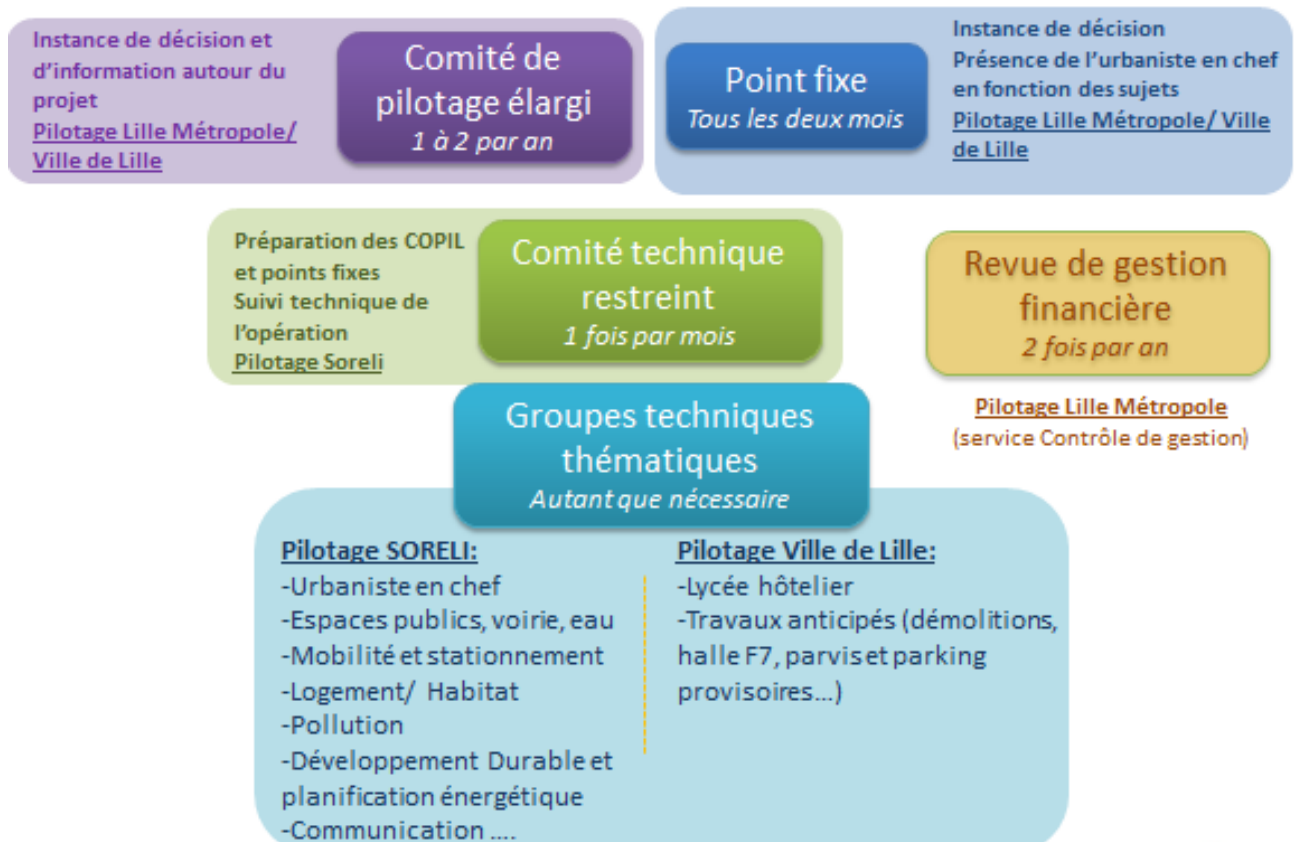 Instance de décision et
d'information autour du
projet
Pilotage Lille Métropole/
Ville de Lille
Comité de
pilotage élargi
1 à 2 par an
Point fixe
Tous les deux mois
Instance de décision
Présence de l'urbaniste en chef
en fonction des sujets
Pilotage Lille Métropole/ Ville
de Lille
Préparation des COPIL
et points fixes
Suivi technique de
l'opération
Pilotage Soreli
Comité technique
restreint
1 fois par mois
Revue de gestion
financière
2 fois par an
Pilotage Lille Métropole
(service Contrôle de gestion)
Groupes techniques
thématiques
Autant que nécessaire
Pilotage SORELI:
-Urbaniste en chef
-Espaces publics, voirie, eau
-Mobilité et stationnement
-Logement/ Habitat
-Pollution
-Développement Durable et
planification énergétique
-Communication ....
Pilotage Ville de Lille:
-Lycée hôtelier
-Travaux anticipés (démolitions,
halle F7, parvis et parking
provisoires...)